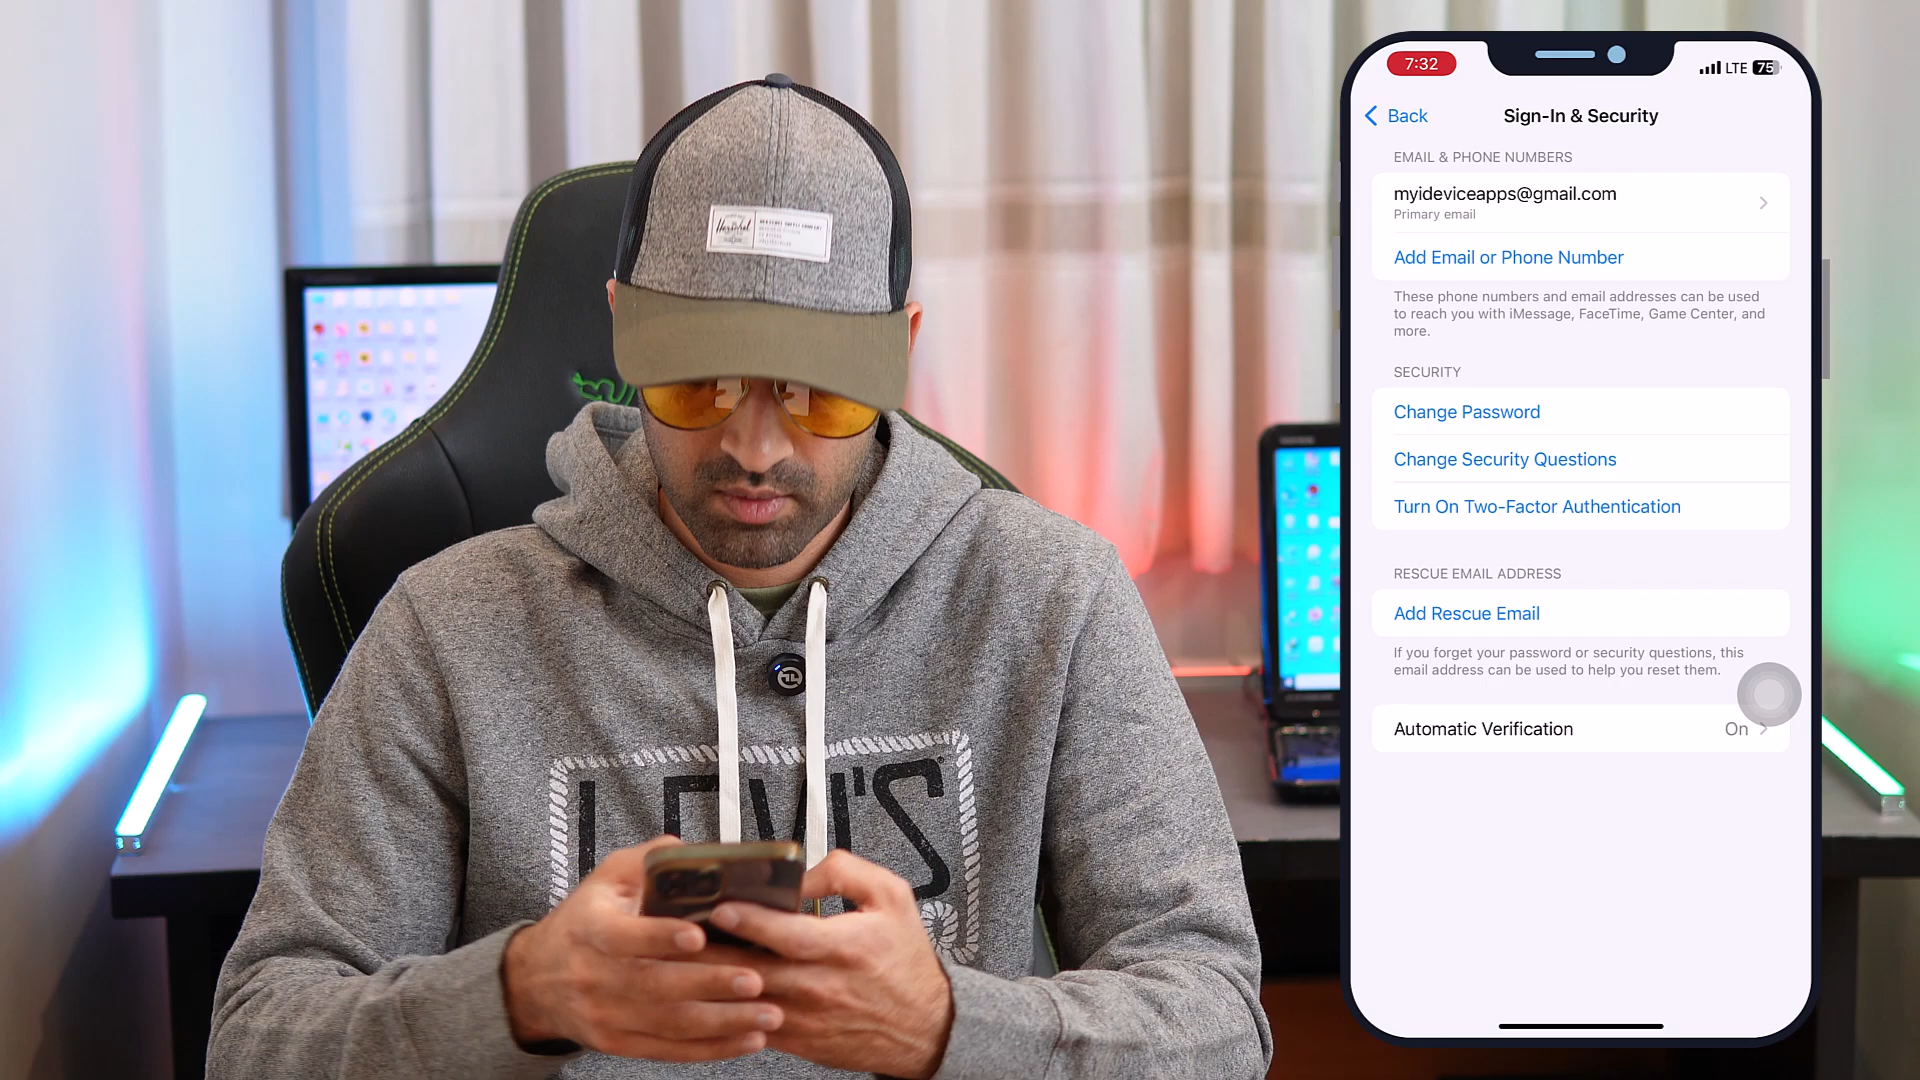 Herschel
HERSCHEL SUPPLY COMPANY
LEVI'S
7:32
LTE
75
Back
Sign-In & Security
EMAIL & PHONE NUMBERS
myideviceapps@gmail.com
Primary email
Add Email or Phone Number
These phone numbers and email addresses can be used
to reach you with iMessage, FaceTime, Game Center, and
more.
SECURITY
Change Password
Change Security Questions
Turn On Two-Factor Authentication
RESCUE EMAIL ADDRESS
Add Rescue Email
If you forget your password or security questions, this
email address can be used to help you reset them.
Automatic Verification
On